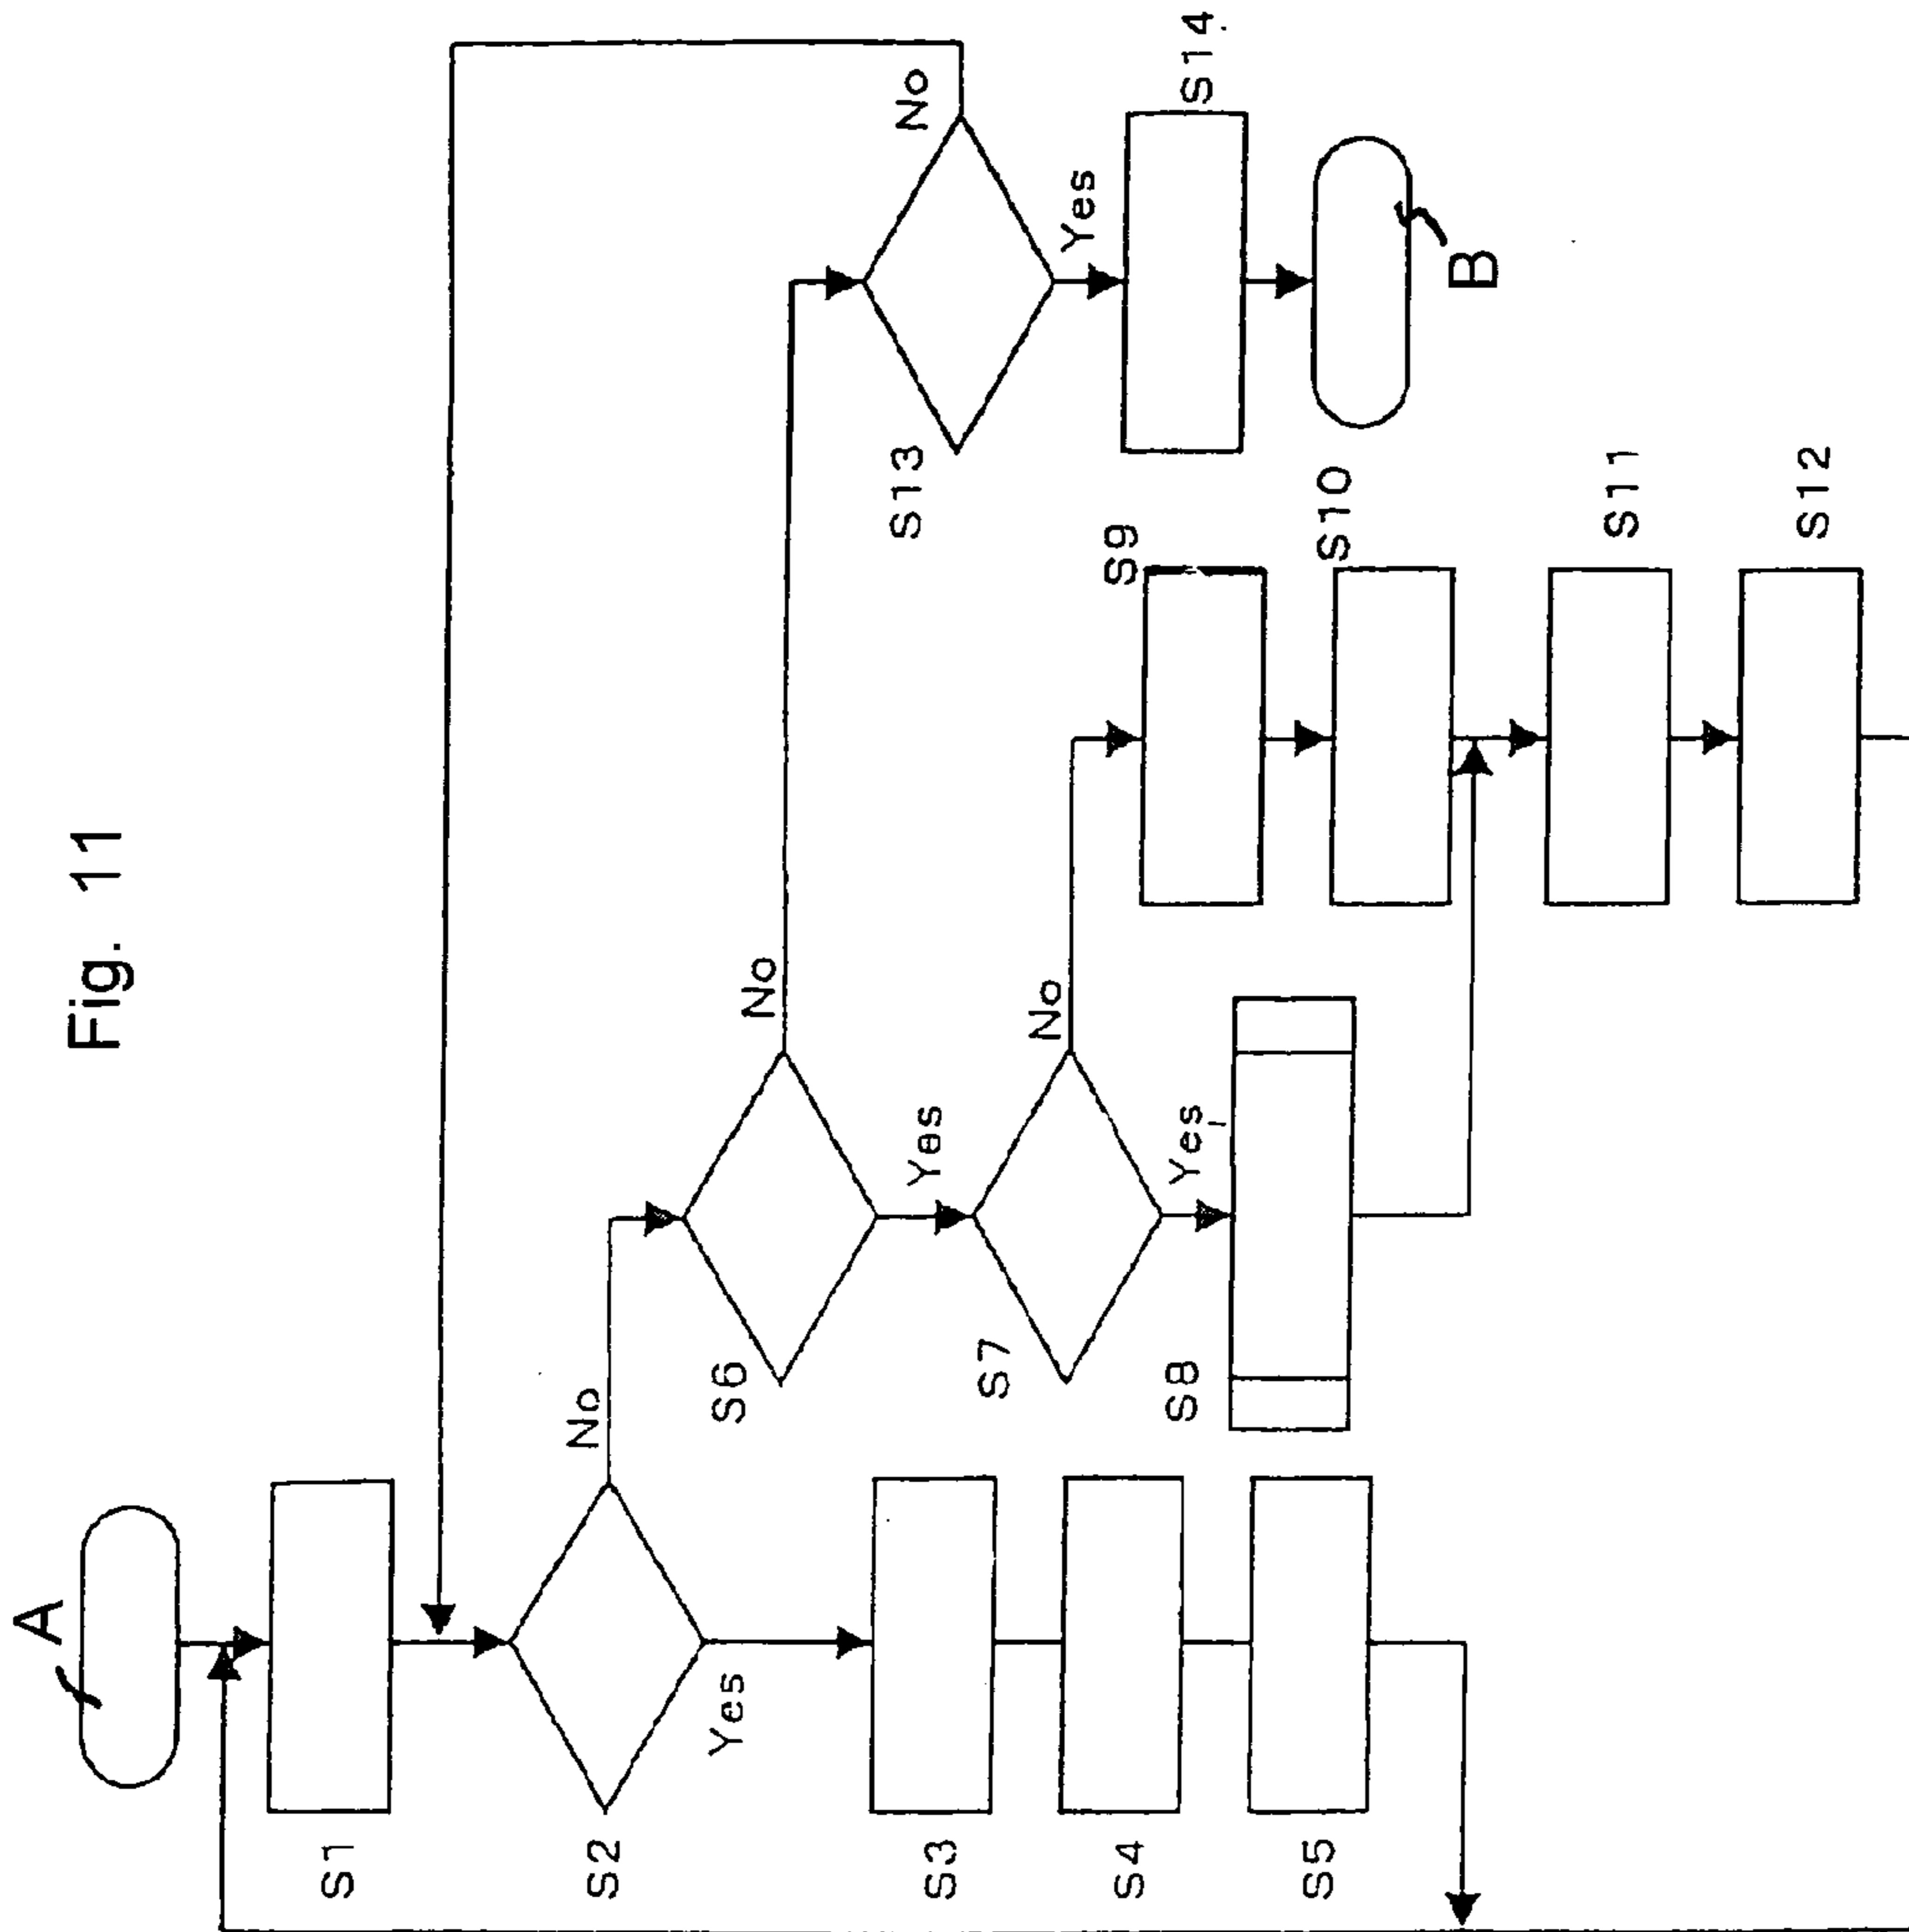 Fig. 11
A
S1
S2
No
Yes
S3
S4
S5
S6
No
Yes
S7
No
Yes
S8
S9
S10
S11
S12
S13
No
Yes
S14
B